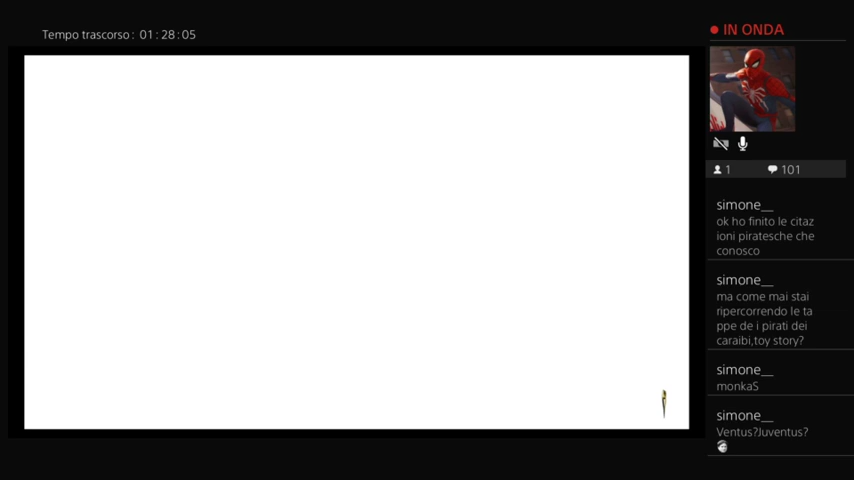 Tempo trascorso: 01:28:05
IN ONDA
1 101
simone__
ok ho finito le citaz
ioni piratesche che
conosco
simone__
ma come mai stai
ripercorrendo le ta
ppe de i pirati dei
caraibi,toy story?
simone__
monkaS
simone__
Ventus?Juventus?